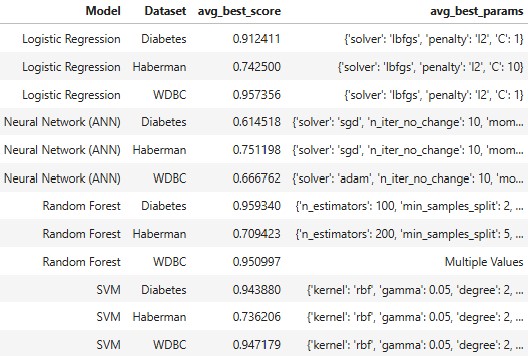 Model Dataset avg_best_score avg_best_params
Logistic Regression Diabetes 0.912411 {'solver': 'lbfgs', 'penalty': 'l2', 'C': 1}
Logistic Regression Haberman 0.742500 {'solver': 'lbfgs', 'penalty': 'l2', 'C': 10}
Logistic Regression WDBC 0.957356 {'solver': 'lbfgs', 'penalty': 'l2', 'C': 1}
Neural Network (ANN) Diabetes 0.614518 {'solver': 'sgd', 'n_iter_no_change': 10, 'mom...
Neural Network (ANN) Haberman 0.751198 {'solver': 'sgd', 'n_iter_no_change': 10, 'mom...
Neural Network (ANN) WDBC 0.666762 {'solver': 'adam', 'n_iter_no_change': 10, 'mom...
Random Forest Diabetes 0.959340 {'n_estimators': 100, 'min_samples_split': 2, ...
Random Forest Haberman 0.709423 {'n_estimators': 200, 'min_samples_split': 5, ...
Random Forest WDBC 0.950997 Multiple Values
SVM Diabetes 0.943880 {'kernel': 'rbf', 'gamma': 0.05, 'degree': 2, ...
SVM Haberman 0.736206 {'kernel': 'rbf', 'gamma': 0.05, 'degree': 2, ...
SVM WDBC 0.947179 {'kernel': 'rbf', 'gamma': 0.05, 'degree': 2, ...